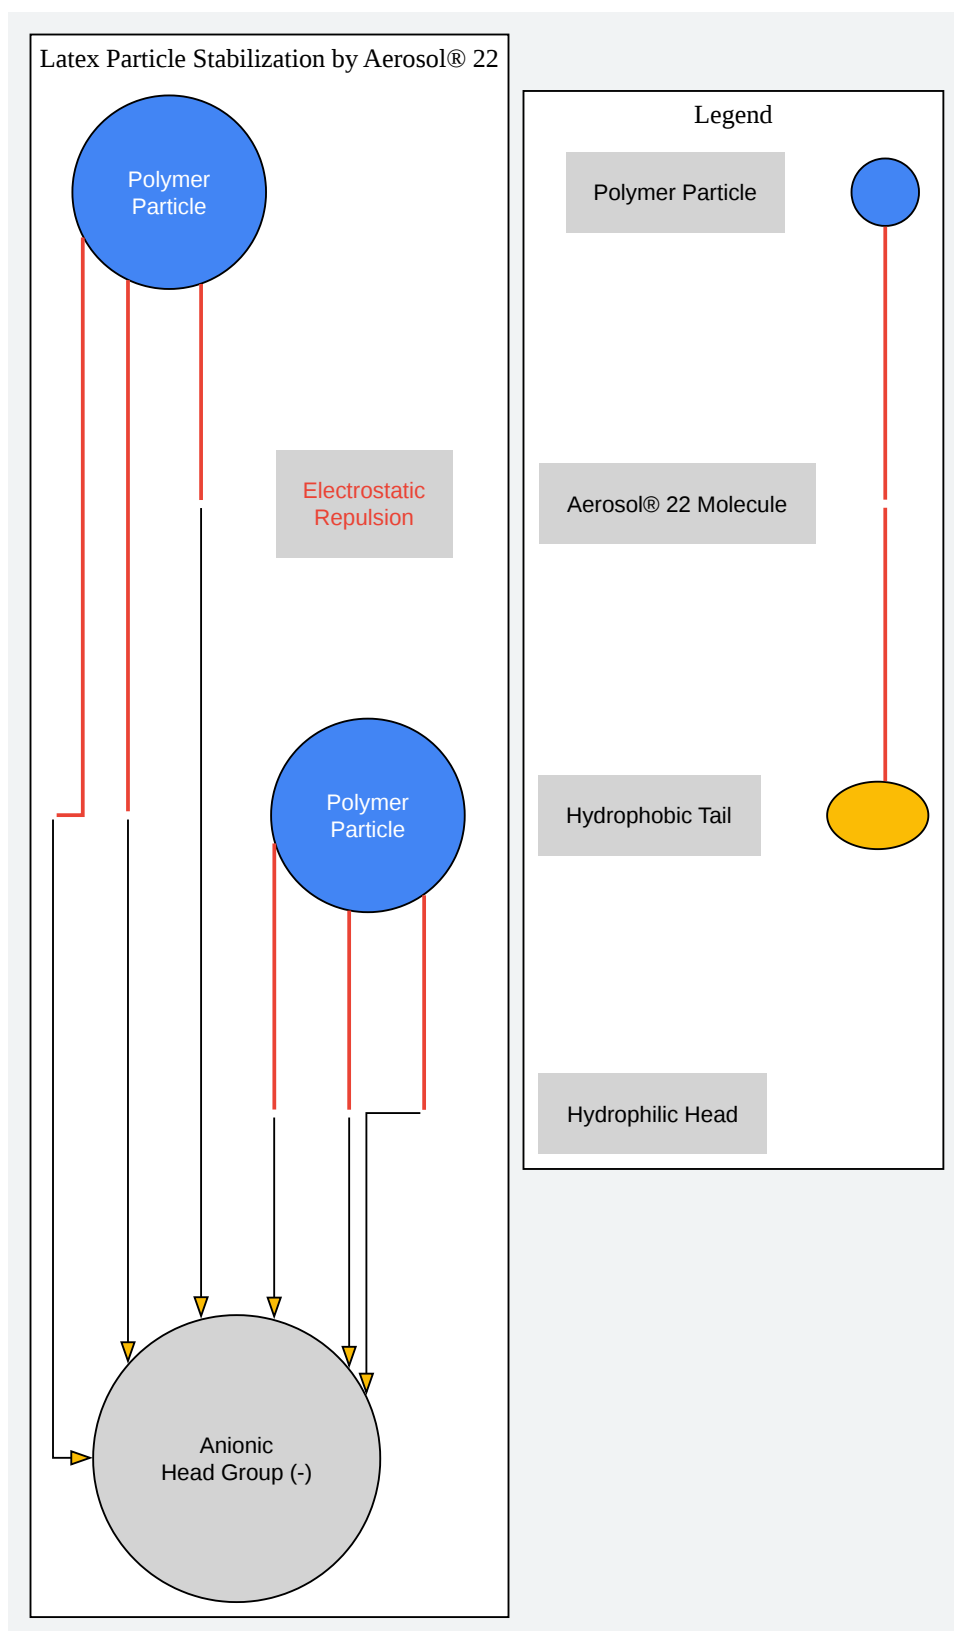 Latex Particle Stabilization by Aerosol® 22
Polymer
Particle
Electrostatic
Repulsion
Polymer
Particle
Anionic
Head Group (-)
Legend
Polymer Particle
Aerosol® 22 Molecule
Hydrophobic Tail
Hydrophilic Head